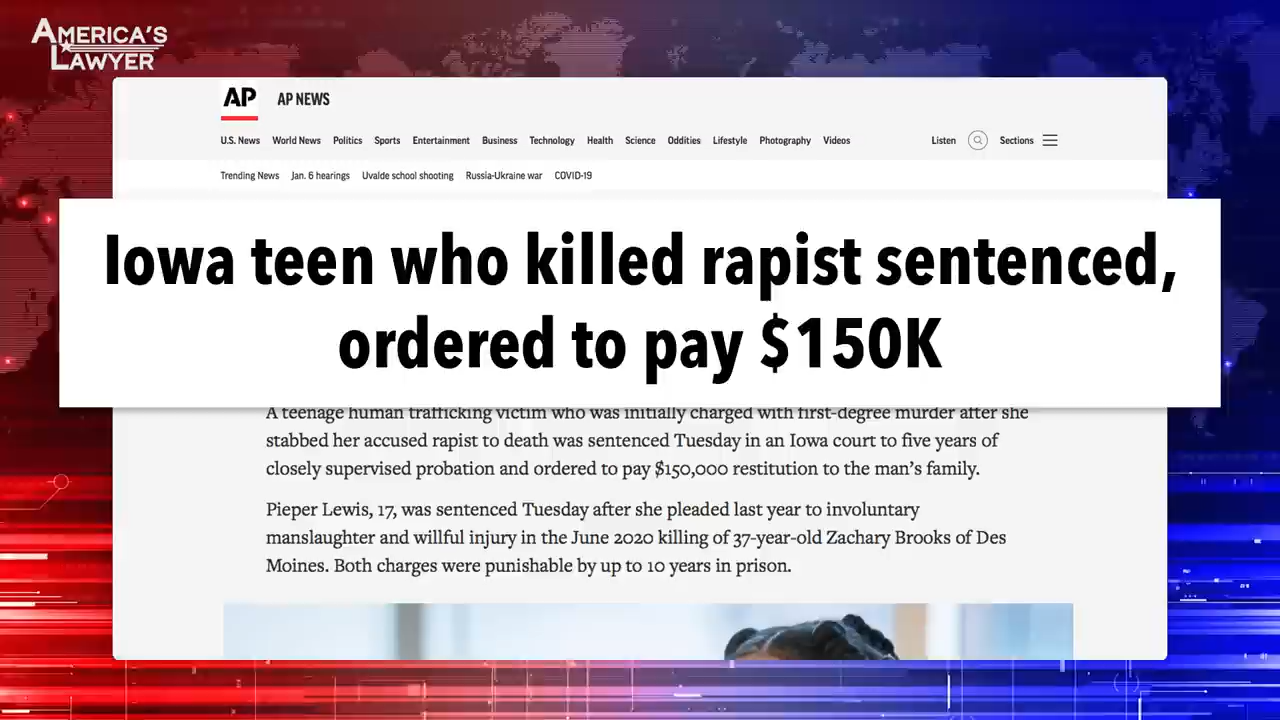 AMERICA'S
LAWYER
AP AP NEWS
U.S. News World News Politics Sports Entertainment Business Technology Health Science Oddities Lifestyle Photography Videos Listen Sections
Trending News Jan. 6 hearings Uvalde school shooting Russia-Ukraine war COVID-19
Iowa teen who killed rapist sentenced,
ordered to pay $150K
A teenage human trafficking victim who was initially charged with first-degree murder after she
stabbed her accused rapist to death was sentenced Tuesday in an Iowa court to five years of
closely supervised probation and ordered to pay $150,000 restitution to the man's family.
Pieper Lewis, 17, was sentenced Tuesday after she pleaded last year to involuntary
manslaughter and willful injury in the June 2020 killing of 37-year-old Zachary Brooks of Des
Moines. Both charges were punishable by up to 10 years in prison.